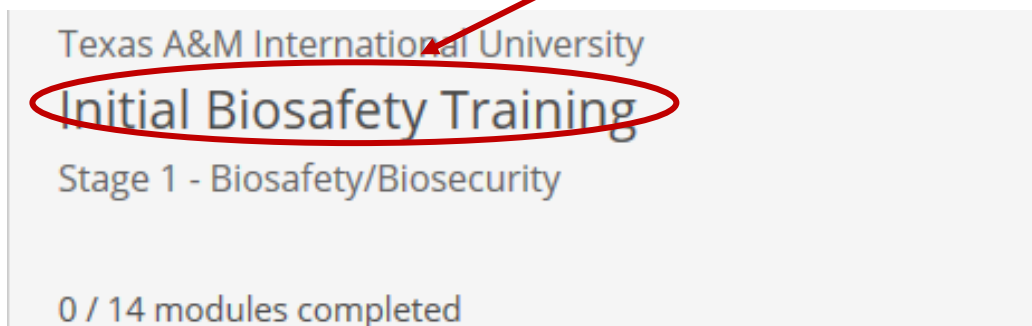 Texas A&M International University
Initial Biosafety Training
Stage 1 - Biosafety/Biosecurity
0 / 14 modules completed